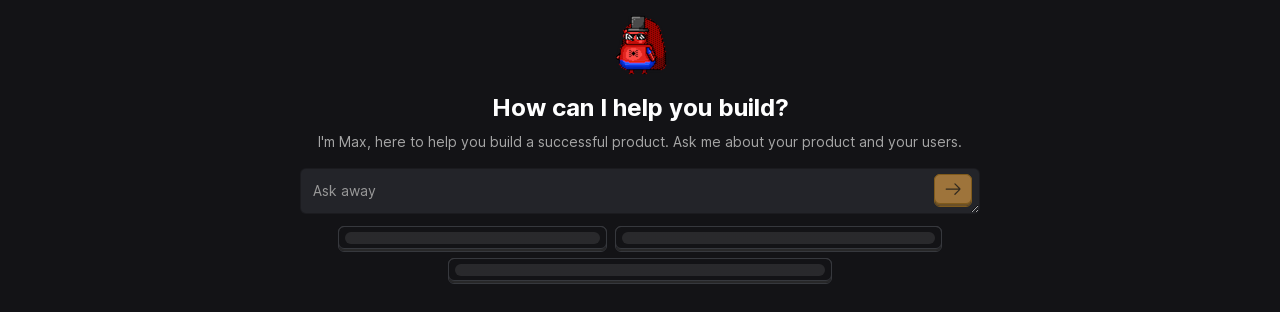 How can I help you build?
I'm Max, here to help you build a successful product. Ask me about your product and your users.
Ask away